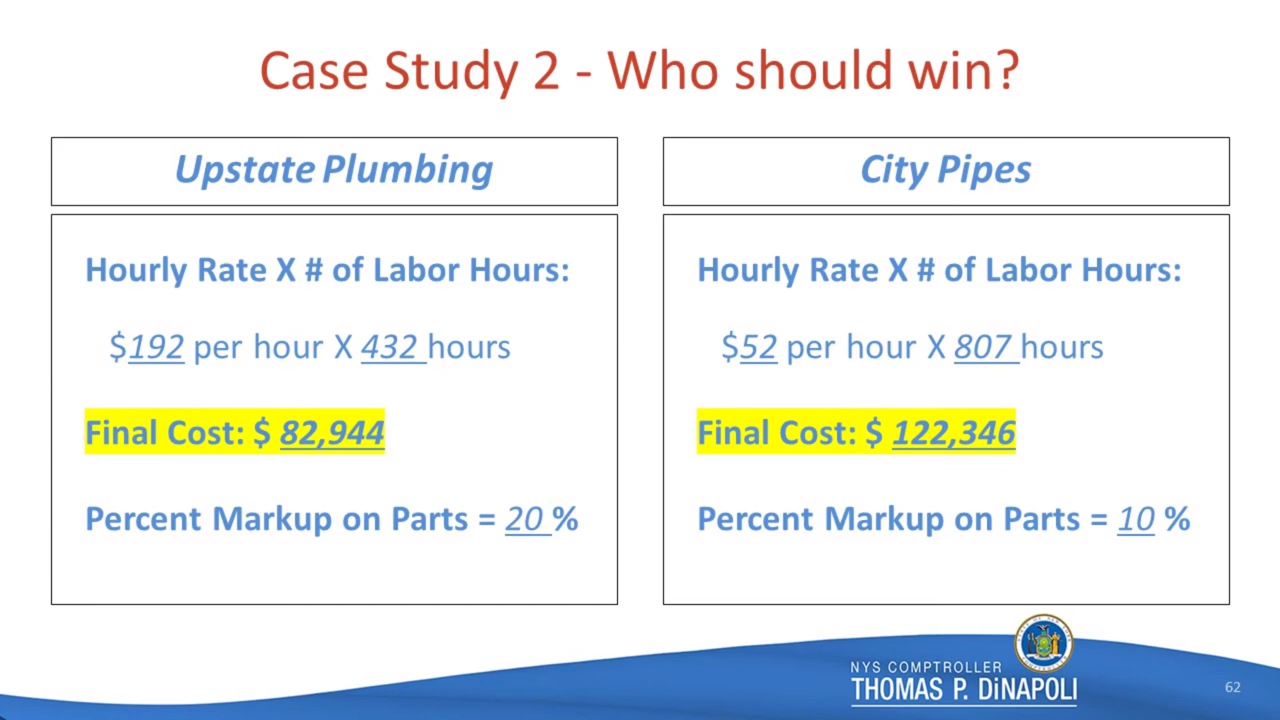 Case Study 2 - Who should win?
Upstate Plumbing
Hourly Rate X # of Labor Hours:
$192 per hour X 432 hours
Final Cost: $ 82,944
Percent Markup on Parts = 20 %
City Pipes
Hourly Rate X # of Labor Hours:
$52 per hour X 807 hours
Final Cost: $ 122,346
Percent Markup on Parts = 10 %
NYS COMPTROLLER
THOMAS P. DiNAPOLI
62